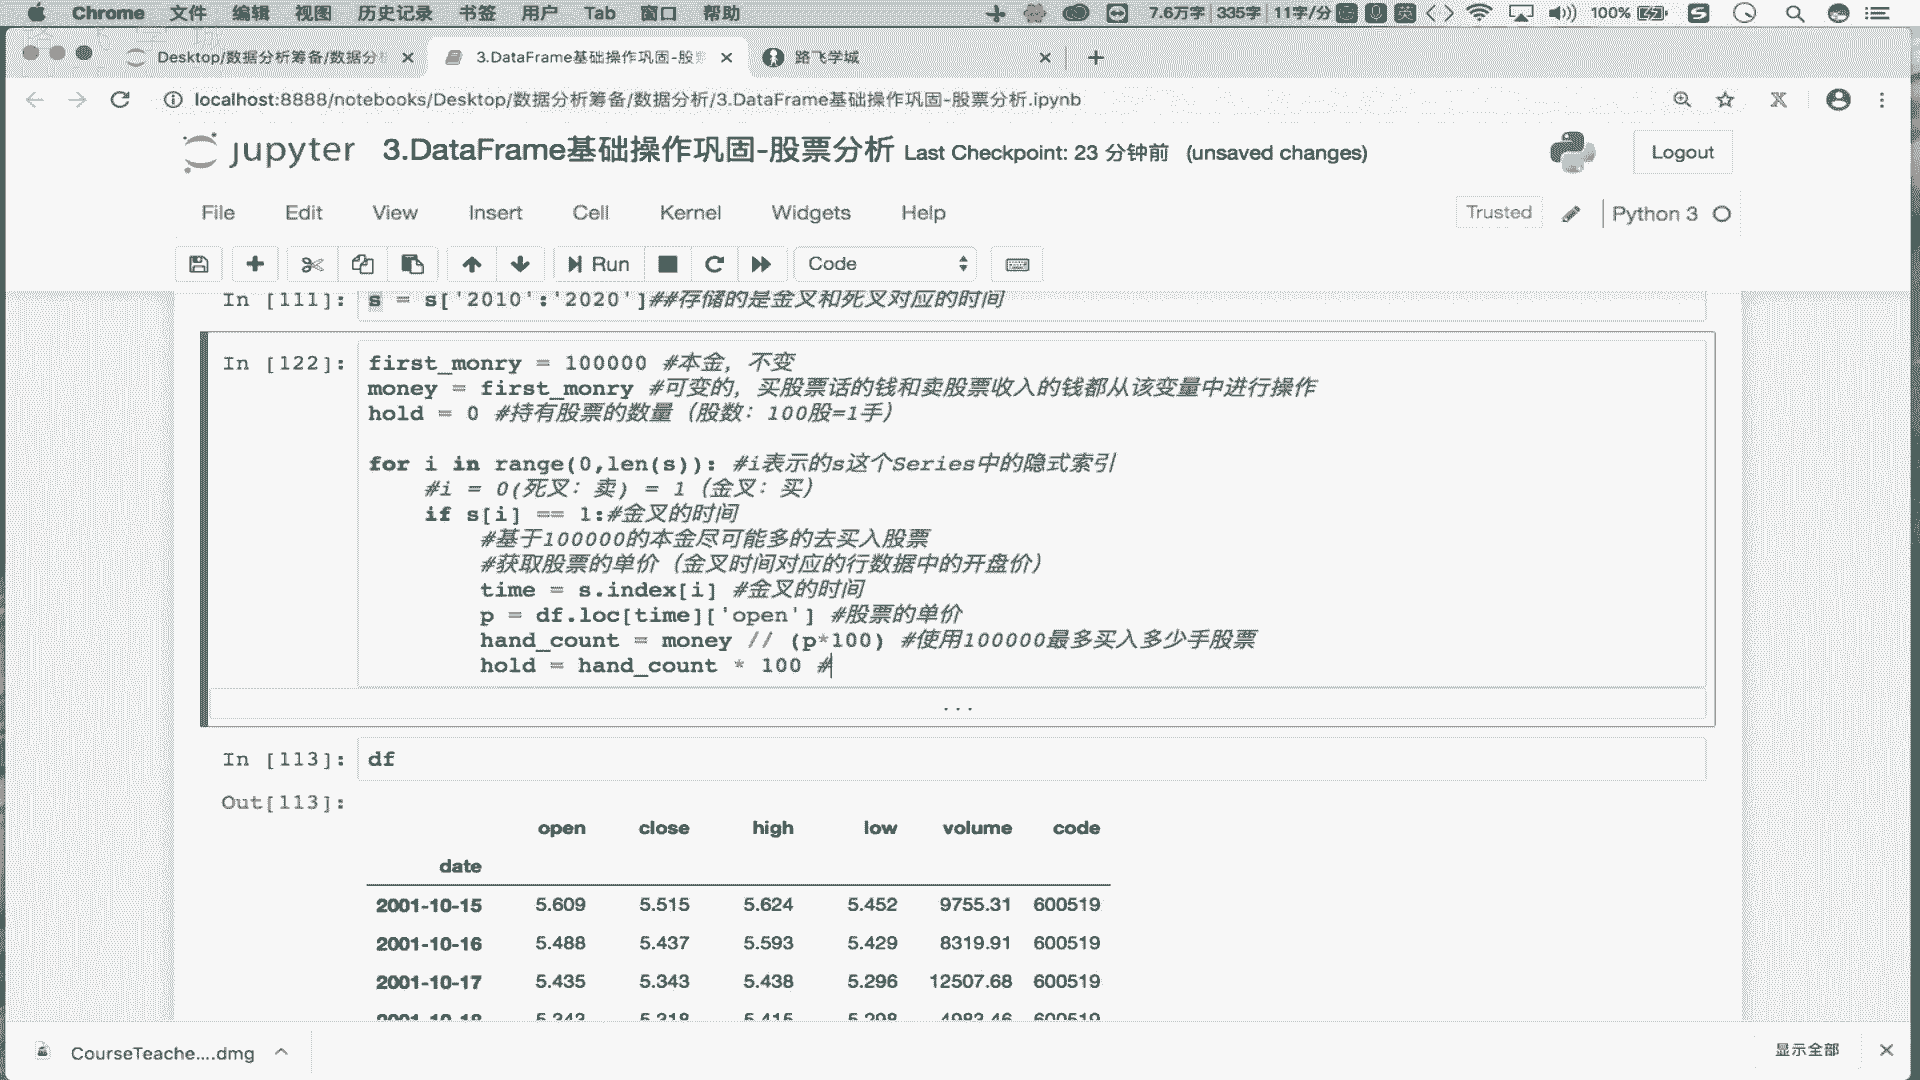 Chrome 文件 编辑 视图 历史记录 书签 用户 Tab 窗口 帮助 7.6万字 335字 11字/分 英 100%
Desktop/数据分析筹备/数据分 3.DataFrame基础操作巩固-股 路飞学城
localhost:8888/notebooks/Desktop/数据分析筹备/数据分析/3.DataFrame基础操作巩固-股票分析.ipynb
jupyter 3.DataFrame基础操作巩固-股票分析 Last Checkpoint: 23 分钟前 (unsaved changes) Logout
File Edit View Insert Cell Kernel Widgets Help Trusted Python 3
Run Code
In [111]: s = s['2010':'2020']##存储的是金叉和死叉对应的时间
In [122]: first_monry = 100000 #本金，不变
money = first_monry #可变的，买股票话的钱和卖股票收入的钱都从该变量中进行操作
hold = 0 #持有股票的数量（股数：100股=1手）
for i in range(0,len(s)): #i表示的s这个Series中的隐式索引
#i = 0(死叉：卖) = 1（金叉：买）
if s[i] == 1:#金叉的时间
#基于100000的本金尽可能多的去买入股票
#获取股票的单价（金叉时间对应的行数据中的开盘价）
time = s.index[i] #金叉的时间
p = df.loc[time]['open'] #股票的单价
hand_count = money // (p*100) #使用100000最多买入多少手股票
hold = hand_count * 100 #
...
In [113]: df
Out[113]:
open close high low volume code
date
2001-10-15 5.609 5.515 5.624 5.452 9755.31 600519
2001-10-16 5.488 5.437 5.593 5.429 8319.91 600519
2001-10-17 5.435 5.343 5.438 5.296 12507.68 600519
2001-10-18 5.343 5.318 5.415 5.298 4983.46 600519
CourseTeache....dmg 显示全部